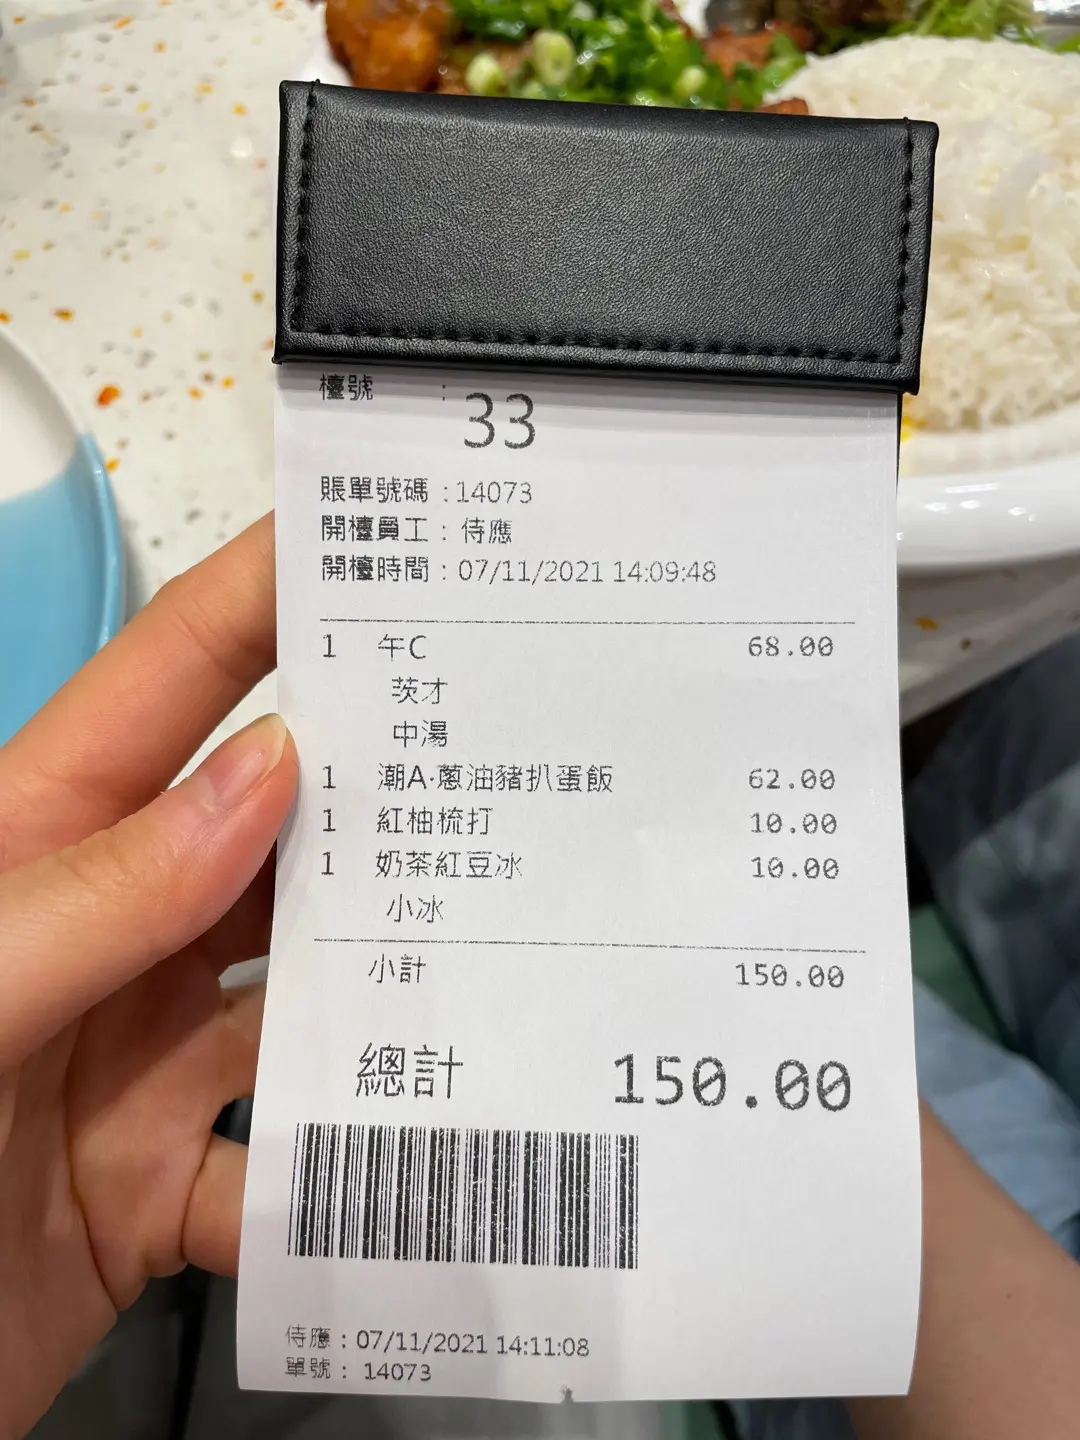 檯號 : 33
賬單號碼 : 14073
開檯員工 : 侍應
開檯時間 : 07/11/2021 14:09:48
1 午C 68.00
茨才
中湯
1 潮A·蔥油豬扒蛋飯 62.00
1 紅柚梳打 10.00
1 奶茶紅豆冰 10.00
小冰
小計 150.00
總計 150.00
侍應 : 07/11/2021 14:11:08
單號 : 14073